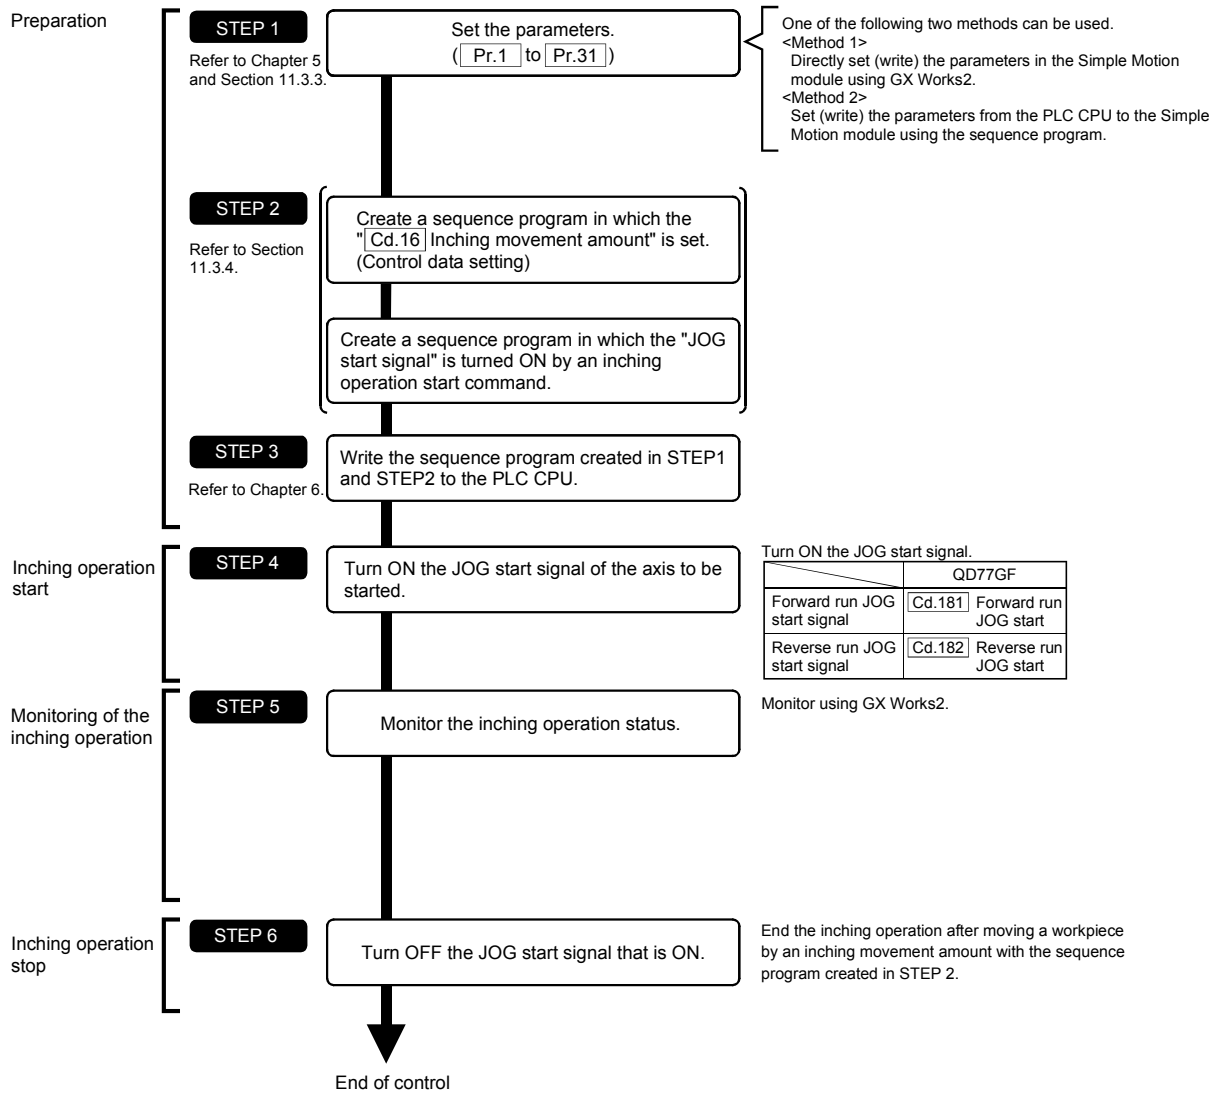 Preparation
STEP 1
Refer to Chapter 5
and Section 11.3.3.
Set the parameters.
( Pr.1 to Pr.31 )
One of the following two methods can be used.
<Method 1>
Directly set (write) the parameters in the Simple Motion
module using GX Works2.
<Method 2>
Set (write) the parameters from the PLC CPU to the Simple
Motion module using the sequence program.
STEP 2
Refer to Section
11.3.4.
Create a sequence program in which the
" Cd.16 Inching movement amount" is set.
(Control data setting)
Create a sequence program in which the "JOG
start signal" is turned ON by an inching
operation start command.
STEP 3
Refer to Chapter 6.
Write the sequence program created in STEP1
and STEP2 to the PLC CPU.
Inching operation
start
STEP 4
Turn ON the JOG start signal of the axis to be
started.
Turn ON the JOG start signal.
QD77GF
Forward run JOG
start signal
Cd.181 Forward run
JOG start
Reverse run JOG
start signal
Cd.182 Reverse run
JOG start
Monitoring of the
inching operation
STEP 5
Monitor the inching operation status.
Monitor using GX Works2.
Inching operation
stop
STEP 6
Turn OFF the JOG start signal that is ON.
End the inching operation after moving a workpiece
by an inching movement amount with the sequence
program created in STEP 2.
End of control